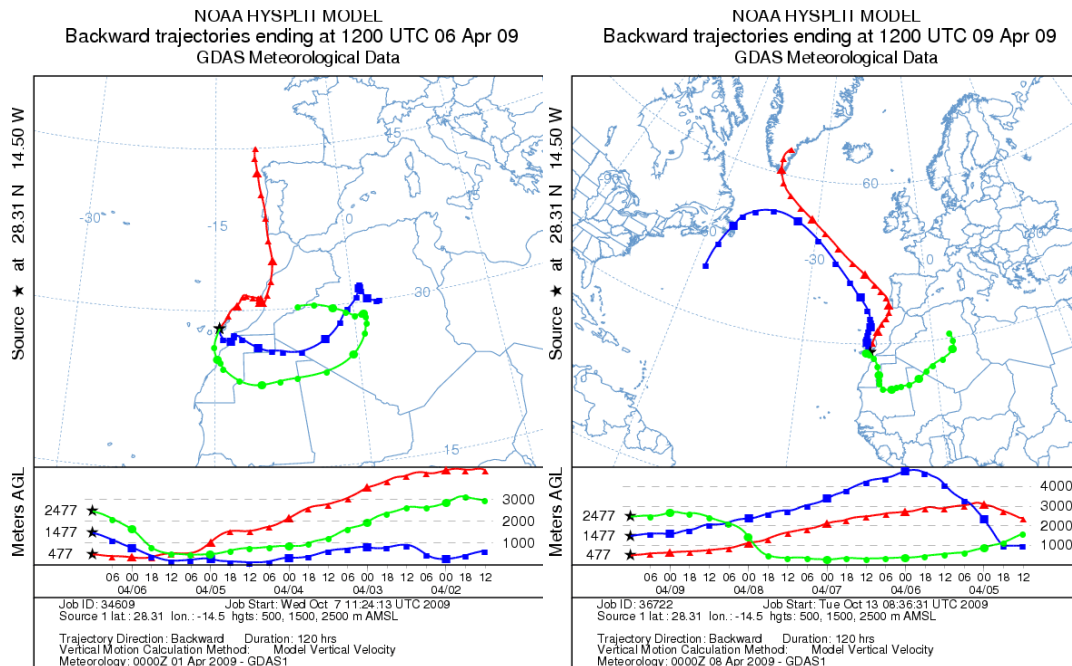 NOAA HYSPLIT MODEL
Backward trajectories ending at 1200 UTC 06 Apr 09
GDAS Meteorological Data
Source ★ at 28.31 N 14.50 W
-30
-15
0
45
30
15
Meters AGL
2477
1477
477
3000
2000
1000
06 00 18 12 06 00 18 12 06 00 18 12 06 00 18 12 06 00 18 12
04/06 04/05 04/04 04/03 04/02
Job ID: 34609 Job Start: Wed Oct 7 11:24:13 UTC 2009
Source 1 lat.: 28.31 lon.: -14.5 hgts: 500, 1500, 2500 m AMSL
Trajectory Direction: Backward Duration: 120 hrs
Vertical Motion Calculation Method: Model Vertical Velocity
Meteorology: 0000Z 01 Apr 2009 - GDAS1
NOAA HYSPLIT MODEL
Backward trajectories ending at 1200 UTC 09 Apr 09
GDAS Meteorological Data
Source ★ at 28.31 N 14.50 W
60
-30
0
30
Meters AGL
2477
1477
477
4000
3000
2000
1000
06 00 18 12 06 00 18 12 06 00 18 12 06 00 18 12 06 00 18 12
04/09 04/08 04/07 04/06 04/05
Job ID: 36722 Job Start: Tue Oct 13 08:36:31 UTC 2009
Source 1 lat.: 28.31 lon.: -14.5 hgts: 500, 1500, 2500 m AMSL
Trajectory Direction: Backward Duration: 120 hrs
Vertical Motion Calculation Method: Model Vertical Velocity
Meteorology: 0000Z 08 Apr 2009 - GDAS1